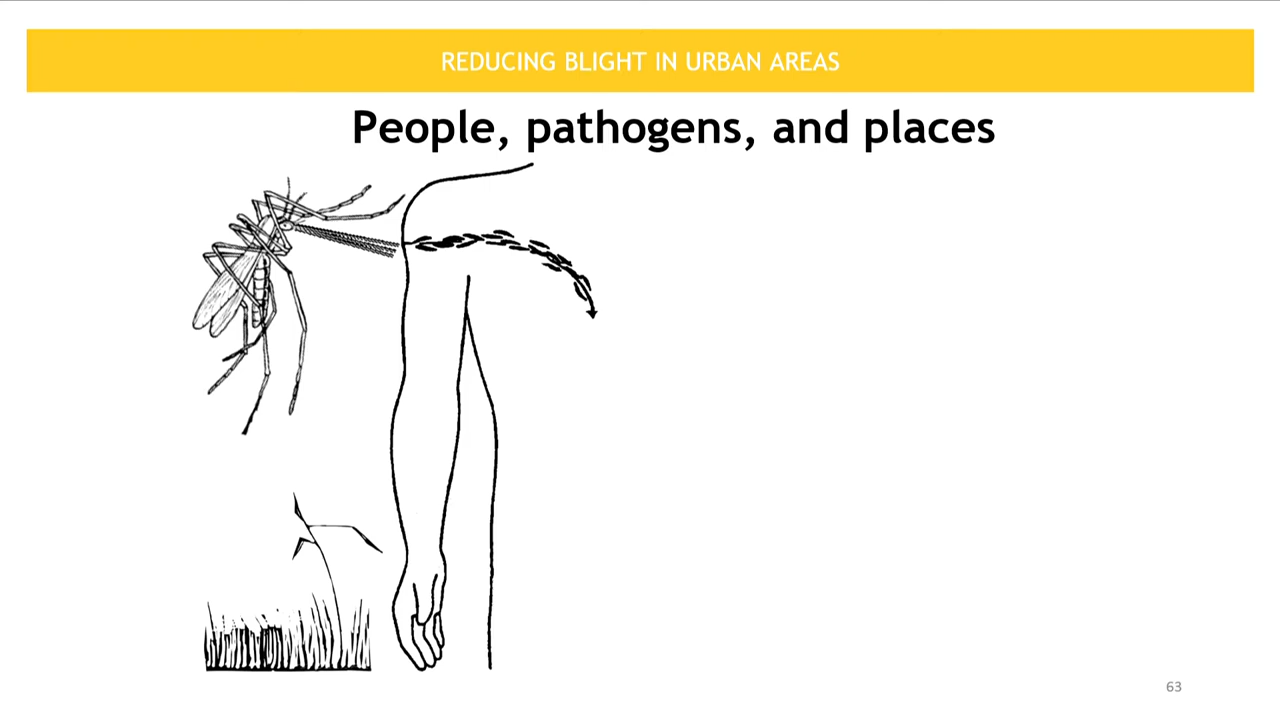 REDUCING BLIGHT IN URBAN AREAS
People, pathogens, and places
63